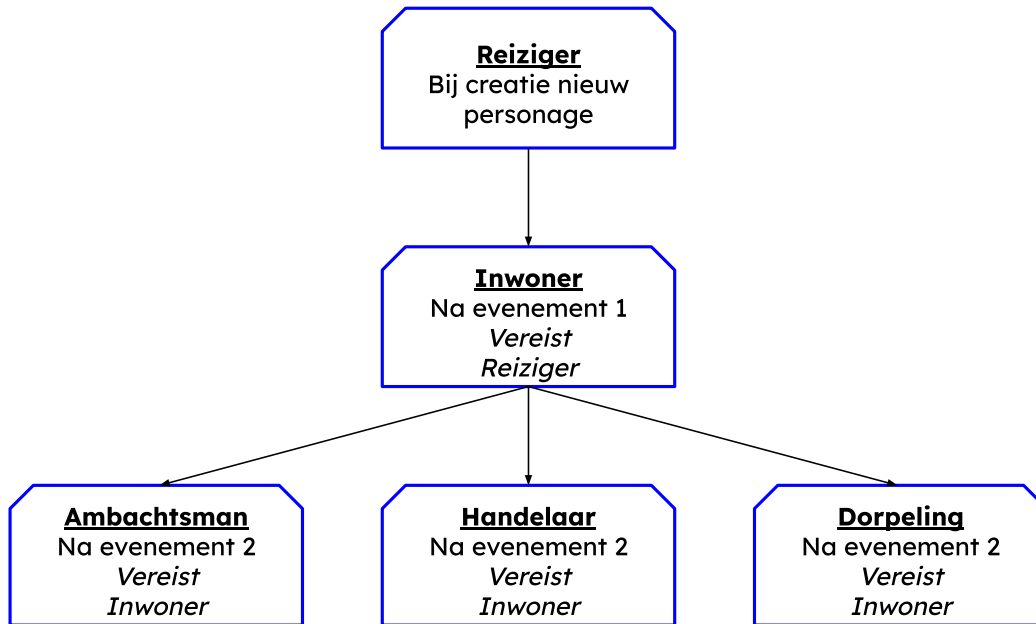 Reiziger
Bij creatie nieuw
personage
Inwoner
Na evenement 1
Vereist
Reiziger
Ambachtsman
Na evenement 2
Vereist
Inwoner
Handelaar
Na evenement 2
Vereist
Inwoner
Dorpeling
Na evenement 2
Vereist
Inwoner